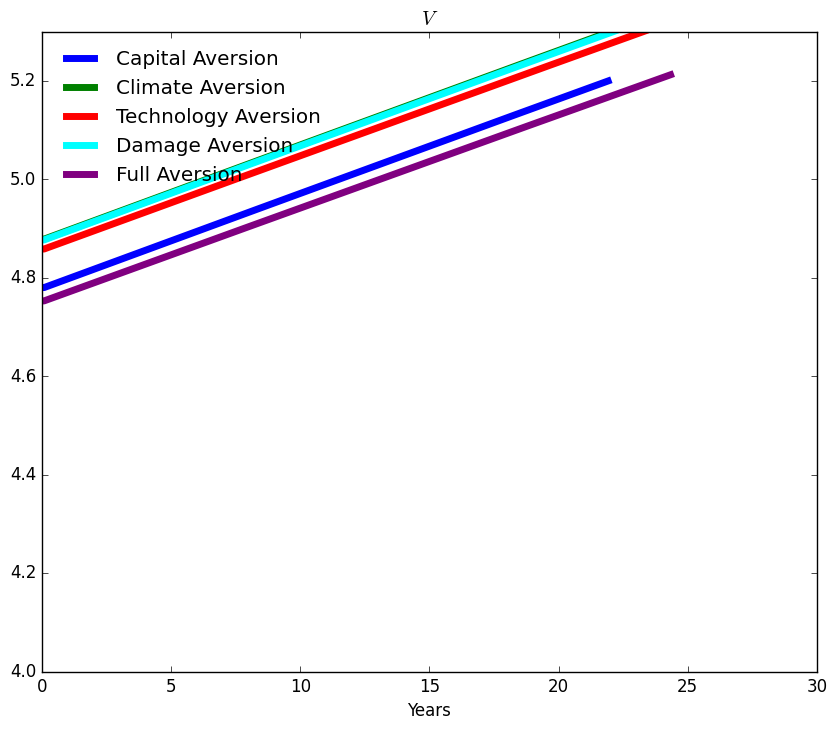 V
Capital Aversion
Climate Aversion
Technology Aversion
Damage Aversion
Full Aversion
5.2
5.0
4.8
4.6
4.4
4.2
4.0
0 5 10 15 20 25 30
Years